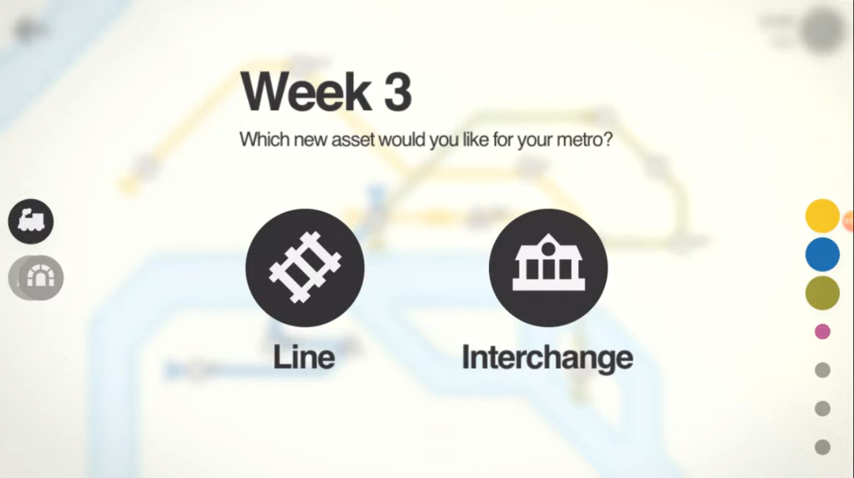 Week 3
Which new asset would you like for your metro?
Line
Interchange